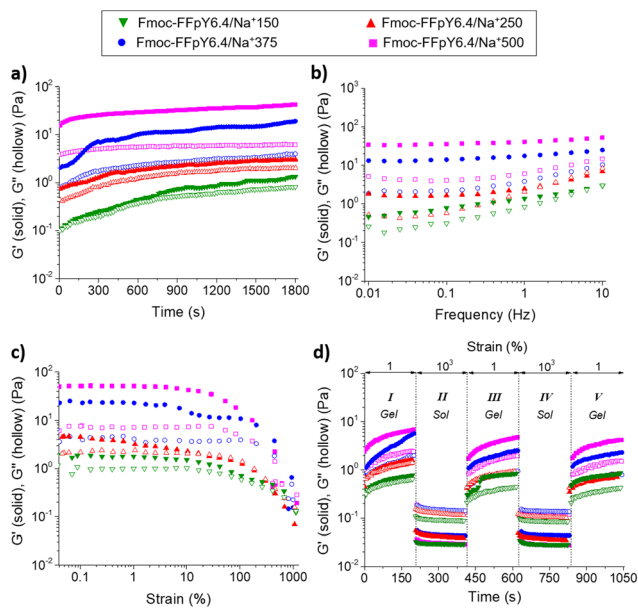 Fmoc-FFpY6.4/Na⁺150 Fmoc-FFpY6.4/Na⁺250
Fmoc-FFpY6.4/Na⁺375 Fmoc-FFpY6.4/Na⁺500
a)
G' (solid), G'' (hollow) (Pa)
10²
10¹
10⁰
10⁻¹
10⁻²
0 300 600 900 1200 1500 1800
Time (s)
b)
G' (solid), G'' (hollow) (Pa)
10³
10²
10¹
10⁰
10⁻¹
10⁻²
0.01 0.1 1 10
Frequency (Hz)
c)
G' (solid), G'' (hollow) (Pa)
10²
10¹
10⁰
10⁻¹
10⁻²
0.1 1 10 100 1000
Strain (%)
d)
Strain (%)
1 10³ 1 10³ 1
I II III IV V
Gel Sol Gel Sol Gel
G' (solid), G'' (hollow) (Pa)
10²
10¹
10⁰
10⁻¹
10⁻²
0 150 300 450 600 750 900 1050
Time (s)